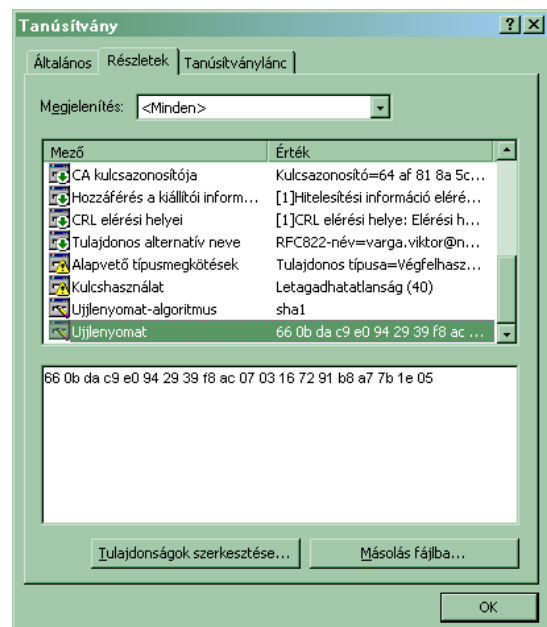 Tanúsítvány
Általános Részletek Tanúsítványlánc
Megjelenítés: <Minden>
Mező Érték
CA kulcsazonosítója Kulcsazonosító=64 af 81 8a 5c...
Hozzáférés a kiállítói inform... [1]Hitelesítési információ eléré...
CRL elérési helyei [1]CRL elérési helye: Elérési h...
Tulajdonos alternatív neve RFC822-név=varga.viktor@n...
Alapvető típusmegkötések Tulajdonos típusa=Végfelhasz...
Kulcshasználat Letagadhatatlanság (40)
Ujjlenyomat-algoritmus sha1
Ujjlenyomat 66 0b da c9 e0 94 29 39 f8 ac ...
66 0b da c9 e0 94 29 39 f8 ac 07 03 16 72 91 b8 a7 7b 1e 05
Tulajdonságok szerkesztése... Másolás fájlba...
OK